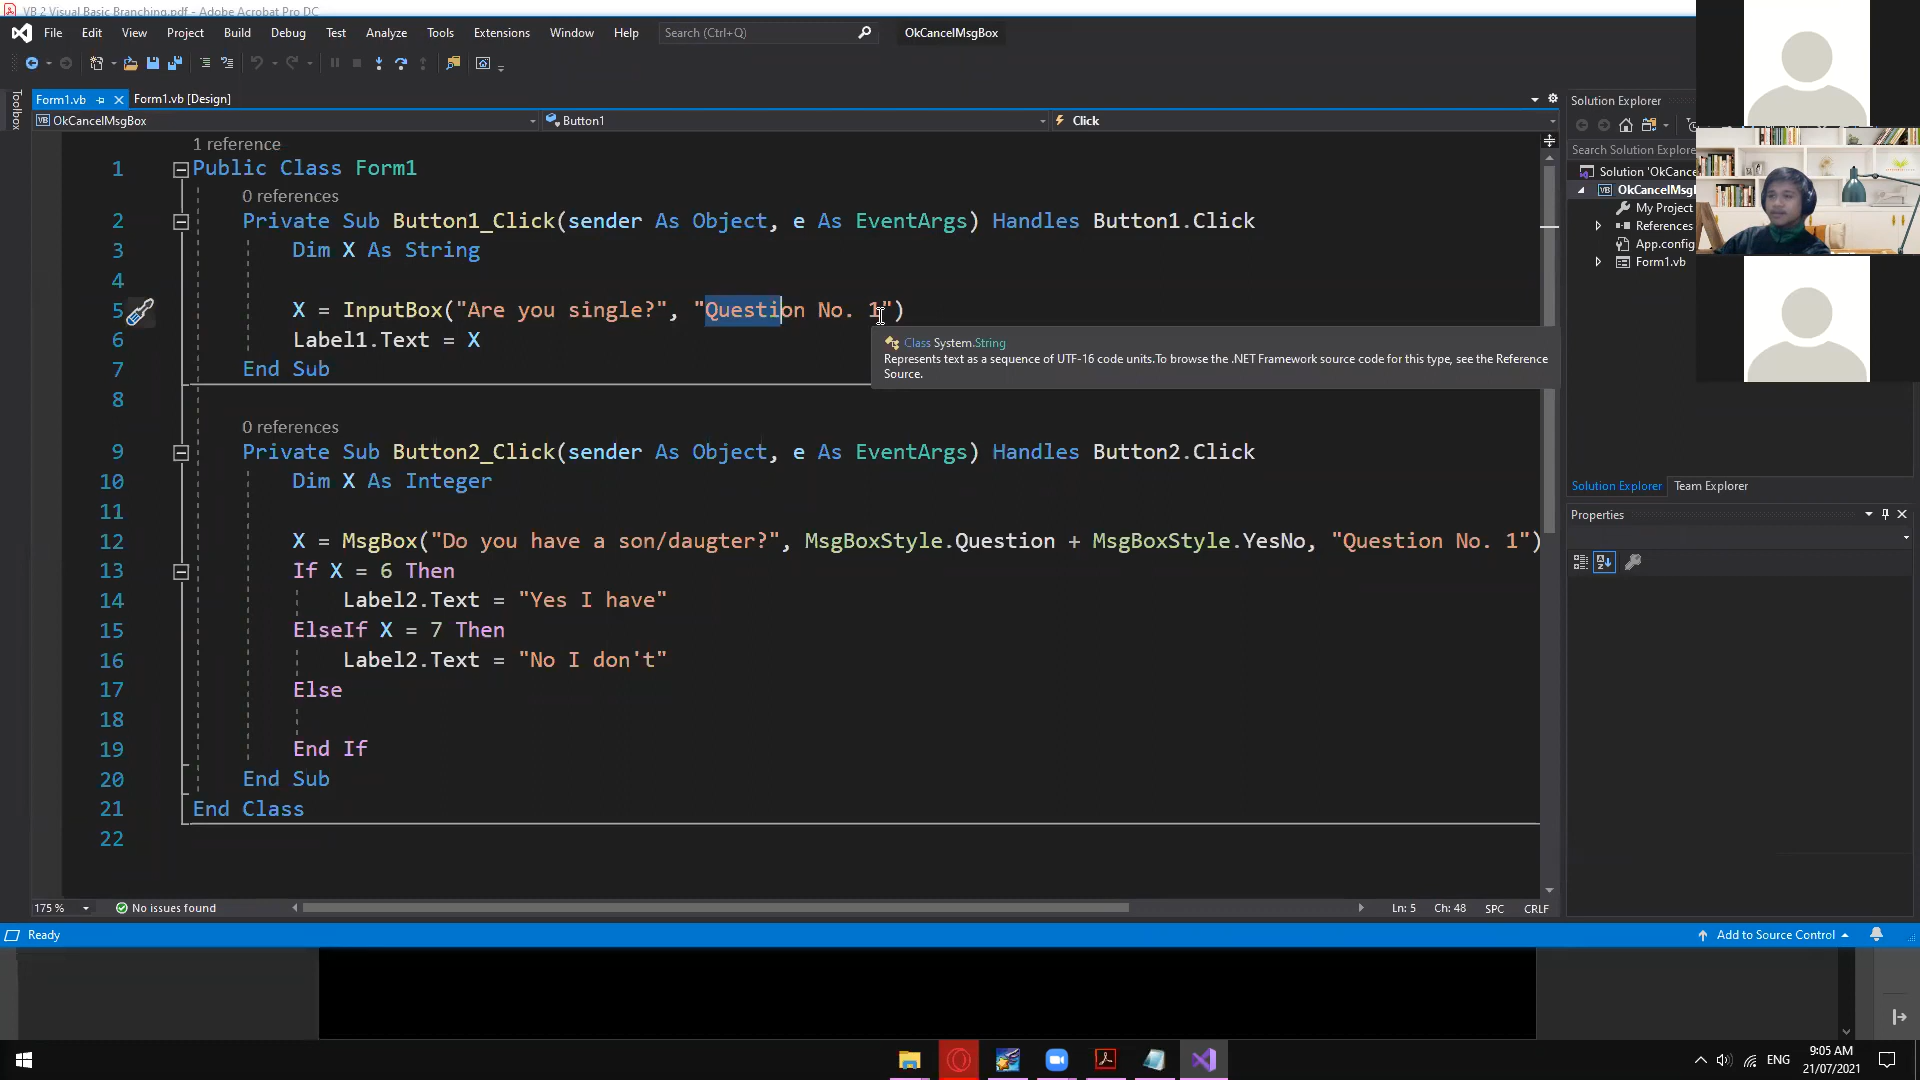 VB 2 Visual Basic Branching.pdf - Adobe Acrobat Pro DC
File Edit View Project Build Debug Test Analyze Tools Extensions Window Help Search (Ctrl+Q) OkCancelMsgBox
Toolbox
Form1.vb Form1.vb [Design]
OkCancelMsgBox Button1 Click
1 reference
1 Public Class Form1
0 references
2 Private Sub Button1_Click(sender As Object, e As EventArgs) Handles Button1.Click
3 Dim X As String
4
5 X = InputBox("Are you single?", "Question No. 1")
6 Label1.Text = X
Class System.String
Represents text as a sequence of UTF-16 code units.To browse the .NET Framework source code for this type, see the Reference
Source.
7 End Sub
8
0 references
9 Private Sub Button2_Click(sender As Object, e As EventArgs) Handles Button2.Click
10 Dim X As Integer
11
12 X = MsgBox("Do you have a son/daugter?", MsgBoxStyle.Question + MsgBoxStyle.YesNo, "Question No. 1")
13 If X = 6 Then
14 Label2.Text = "Yes I have"
15 ElseIf X = 7 Then
16 Label2.Text = "No I don't"
17 Else
18
19 End If
20 End Sub
21 End Class
22
175 % No issues found Ln: 5 Ch: 48 SPC CRLF
Solution Explorer
Search Solution Explore
Solution 'OkCance
OkCancelMsgI
My Project
References
App.config
Form1.vb
Solution Explorer Team Explorer
Properties
Ready Add to Source Control
ENG
9:05 AM
21/07/2021